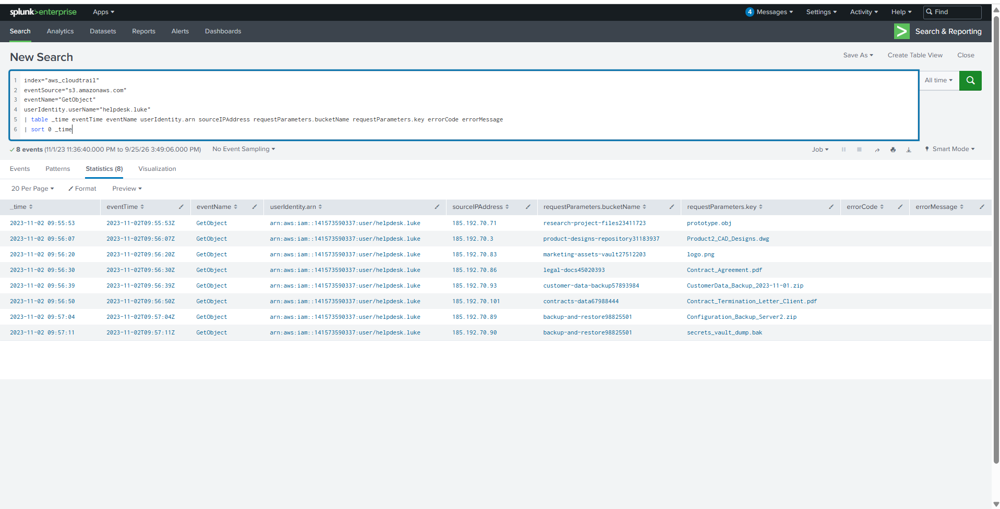 splunk>enterprise Apps 4 Messages Settings Activity Help Find
Search Analytics Datasets Reports Alerts Dashboards Search & Reporting
New Search Save As Create Table View Close
1 index="aws_cloudtrail" All time
2 eventSource="s3.amazonaws.com"
3 eventName="GetObject"
4 userIdentity.userName="helpdesk.luke"
5 | table _time eventTime eventName userIdentity.arn sourceIPAddress requestParameters.bucketName requestParameters.key errorCode errorMessage
6 | sort 0 _time
8 events (11/1/23 11:36:40.000 PM to 9/25/26 3:49:06.000 PM) No Event Sampling Job Smart Mode
Events Patterns Statistics (8) Visualization
20 Per Page Format Preview
_time eventTime eventName userIdentity.arn sourceIPAddress requestParameters.bucketName requestParameters.key errorCode errorMessage
2023-11-02 09:55:53 2023-11-02T09:55:53Z GetObject arn:aws:iam::141573590337:user/helpdesk.luke 185.192.70.71 research-project-files23411723 prototype.obj
2023-11-02 09:56:07 2023-11-02T09:56:07Z GetObject arn:aws:iam::141573590337:user/helpdesk.luke 185.192.70.3 product-designs-repository31183937 Product2_CAD_Designs.dwg
2023-11-02 09:56:20 2023-11-02T09:56:20Z GetObject arn:aws:iam::141573590337:user/helpdesk.luke 185.192.70.83 marketing-assets-vault27512203 logo.png
2023-11-02 09:56:30 2023-11-02T09:56:30Z GetObject arn:aws:iam::141573590337:user/helpdesk.luke 185.192.70.86 legal-docs45020393 Contract_Agreement.pdf
2023-11-02 09:56:39 2023-11-02T09:56:39Z GetObject arn:aws:iam::141573590337:user/helpdesk.luke 185.192.70.93 customer-data-backup57893984 CustomerData_Backup_2023-11-01.zip
2023-11-02 09:56:50 2023-11-02T09:56:50Z GetObject arn:aws:iam::141573590337:user/helpdesk.luke 185.192.70.101 contracts-data67988444 Contract_Termination_Letter_Client.pdf
2023-11-02 09:57:04 2023-11-02T09:57:04Z GetObject arn:aws:iam::141573590337:user/helpdesk.luke 185.192.70.89 backup-and-restore98825501 Configuration_Backup_Server2.zip
2023-11-02 09:57:11 2023-11-02T09:57:11Z GetObject arn:aws:iam::141573590337:user/helpdesk.luke 185.192.70.90 backup-and-restore98825501 secrets_vault_dump.bak